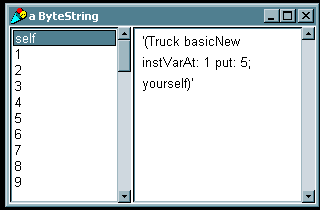 a ByteString
self
1
2
3
4
5
6
7
8
9
'(Truck basicNew
instVarAt: 1 put: 5;
yourself)'